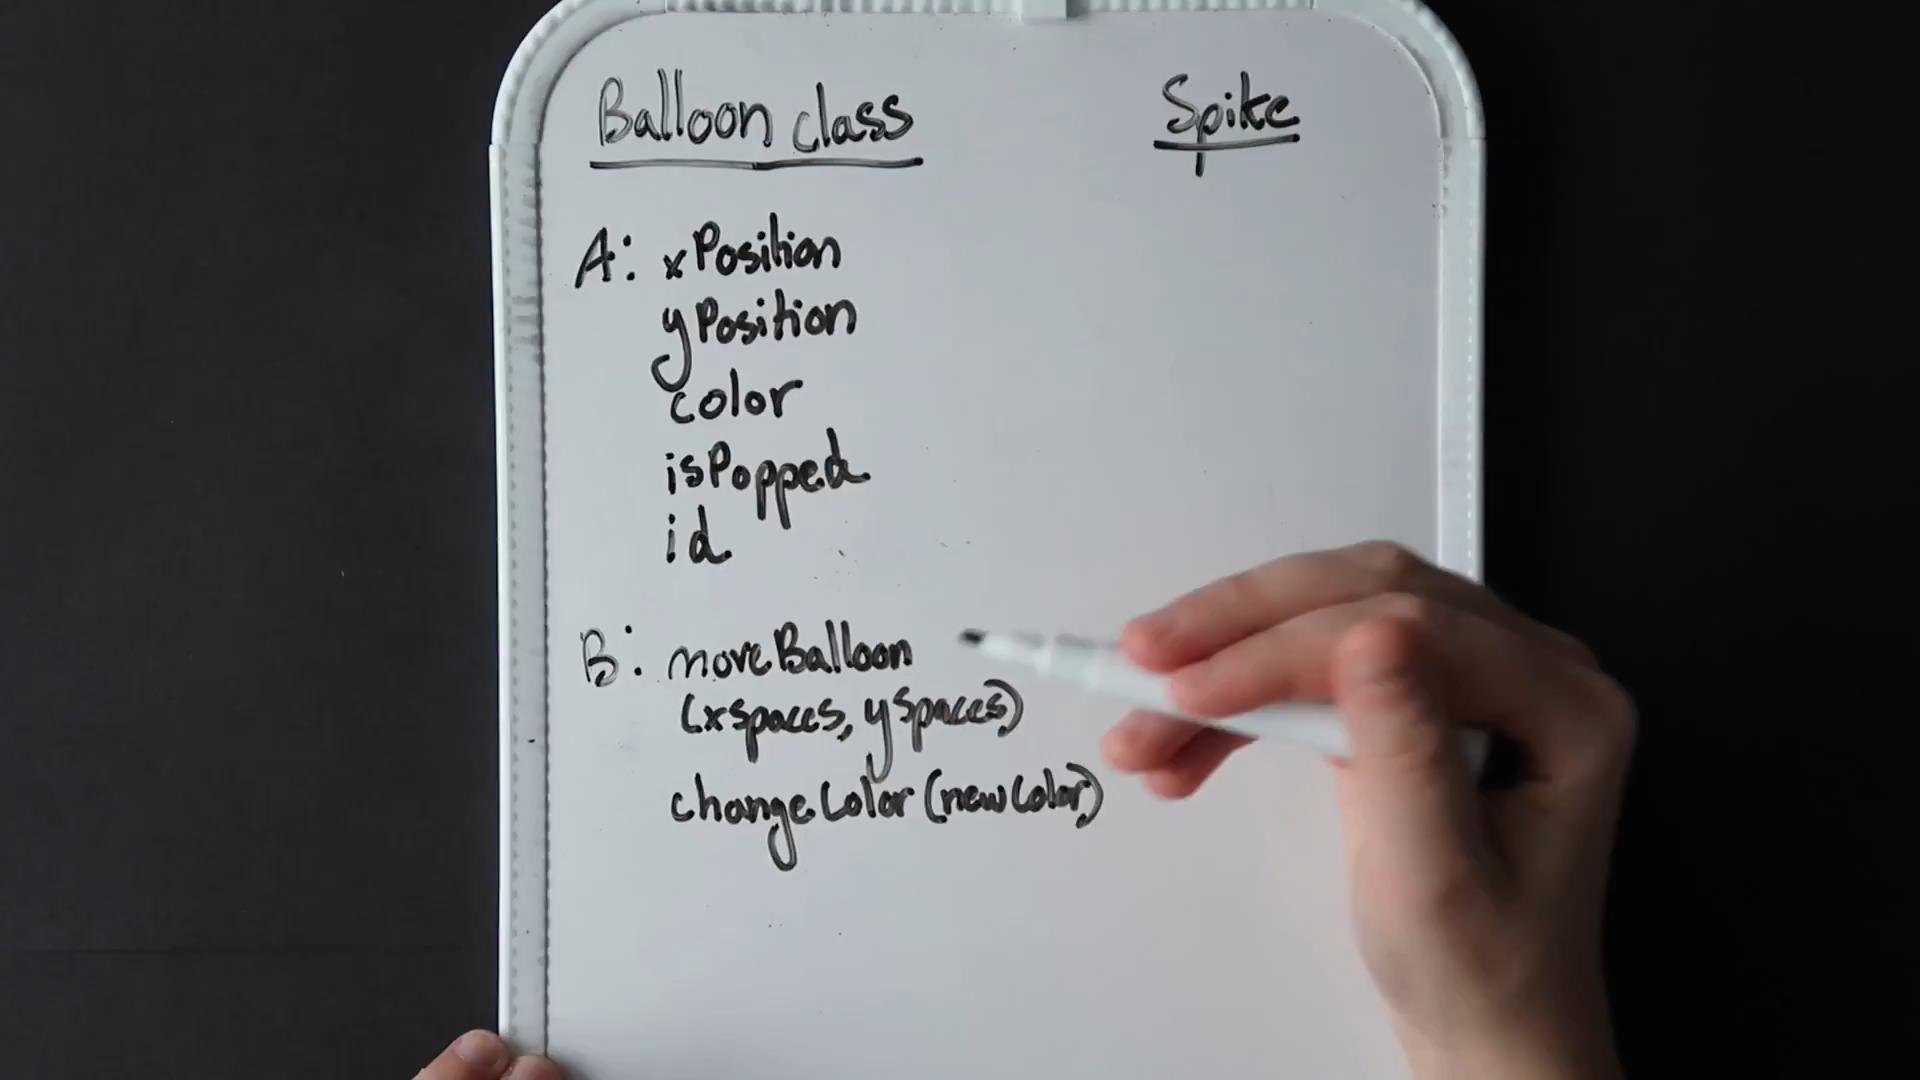 Balloon class
Spike
A: xPosition
yPosition
color
isPopped
id
B: moveBalloon
(xspaces, yspaces)
changeColor (newColor)